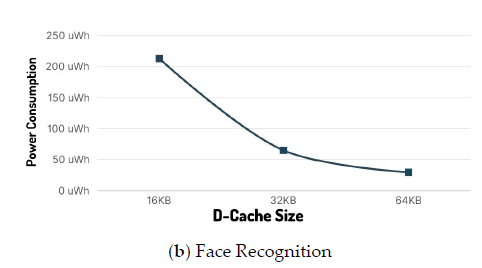 250 uWh
200 uWh
150 uWh
100 uWh
50 uWh
0 uWh
Power Consumption
16KB 32KB 64KB
D-Cache Size
(b) Face Recognition